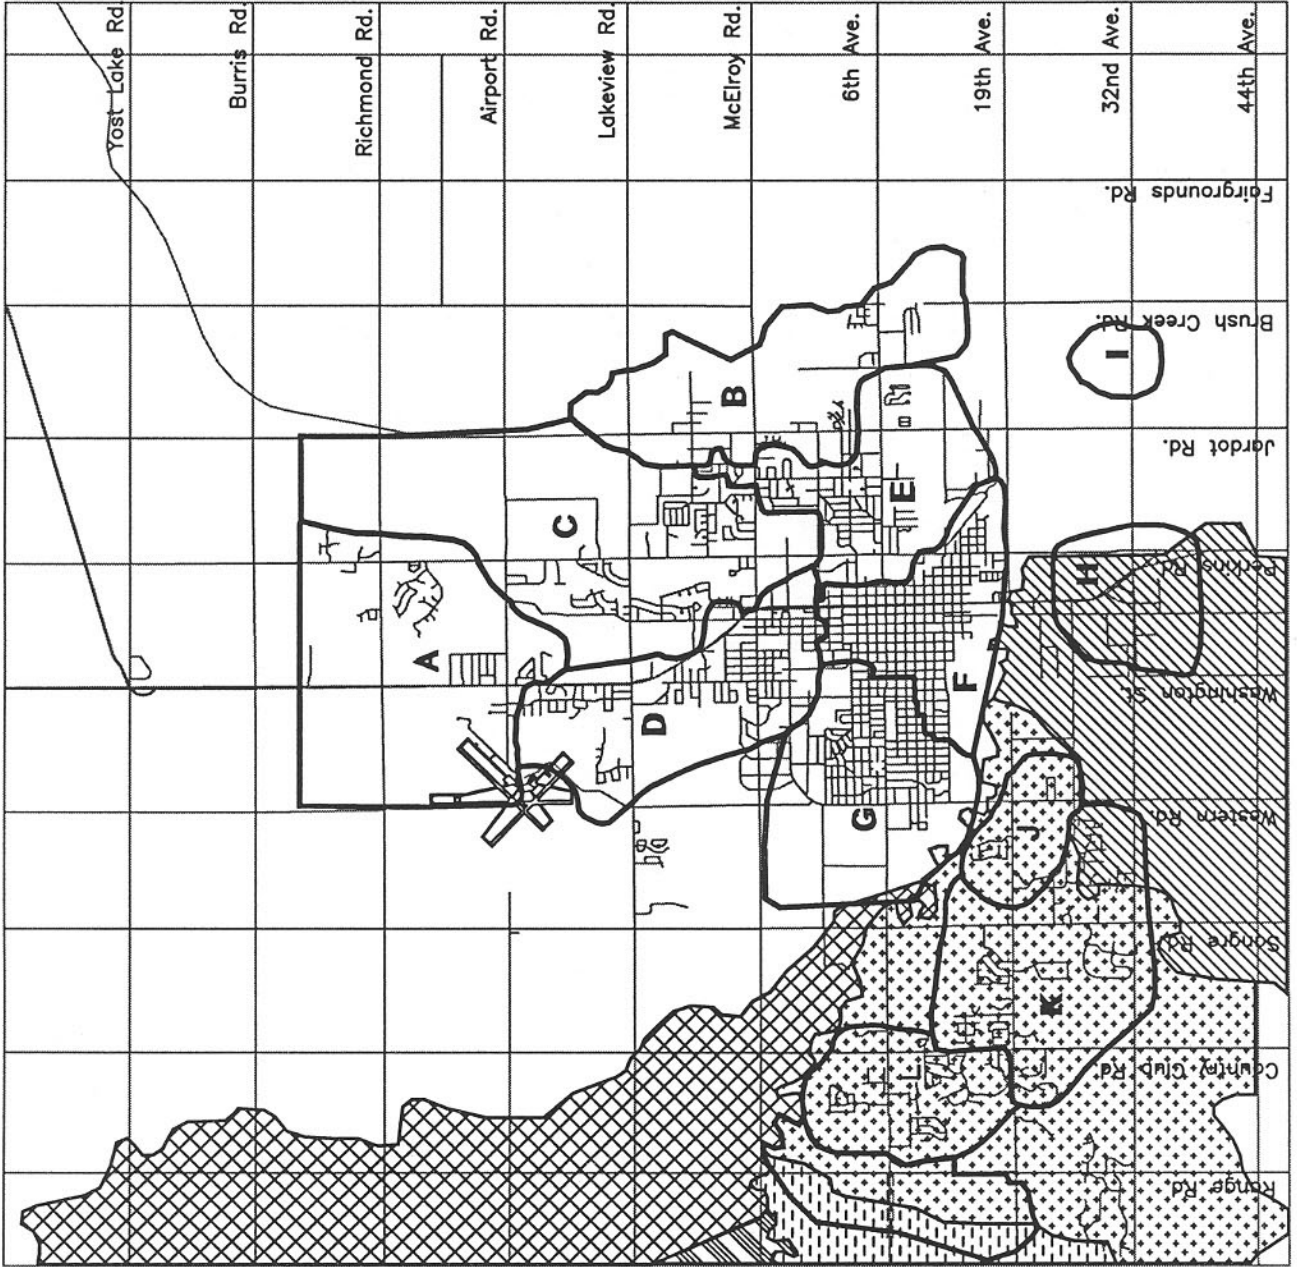 Yost Lake Rd.
Burris Rd.
Richmond Rd.
Airport Rd.
Lakeview Rd.
McElroy Rd.
6th Ave.
19th Ave.
32nd Ave.
44th Ave.
Fairgrounds Rd.
Brush Creek Rd.
Jardot Rd.
Perkins Rd.
Washington St.
Western Rd.
Sangre Rd
Country Club Rd.
Range Rd
A
B
C
D
E
F
G
H
I
J
K
L